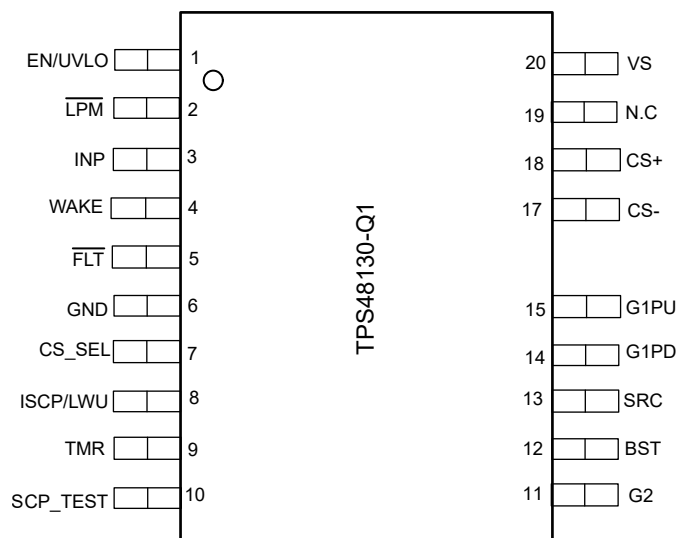 EN/UVLO 1
LPM 2
INP 3
WAKE 4
FLT 5
GND 6
CS_SEL 7
ISCP/LWU 8
TMR 9
SCP_TEST 10
TPS48130-Q1
20 VS
19 N.C
18 CS+
17 CS-
15 G1PU
14 G1PD
13 SRC
12 BST
11 G2